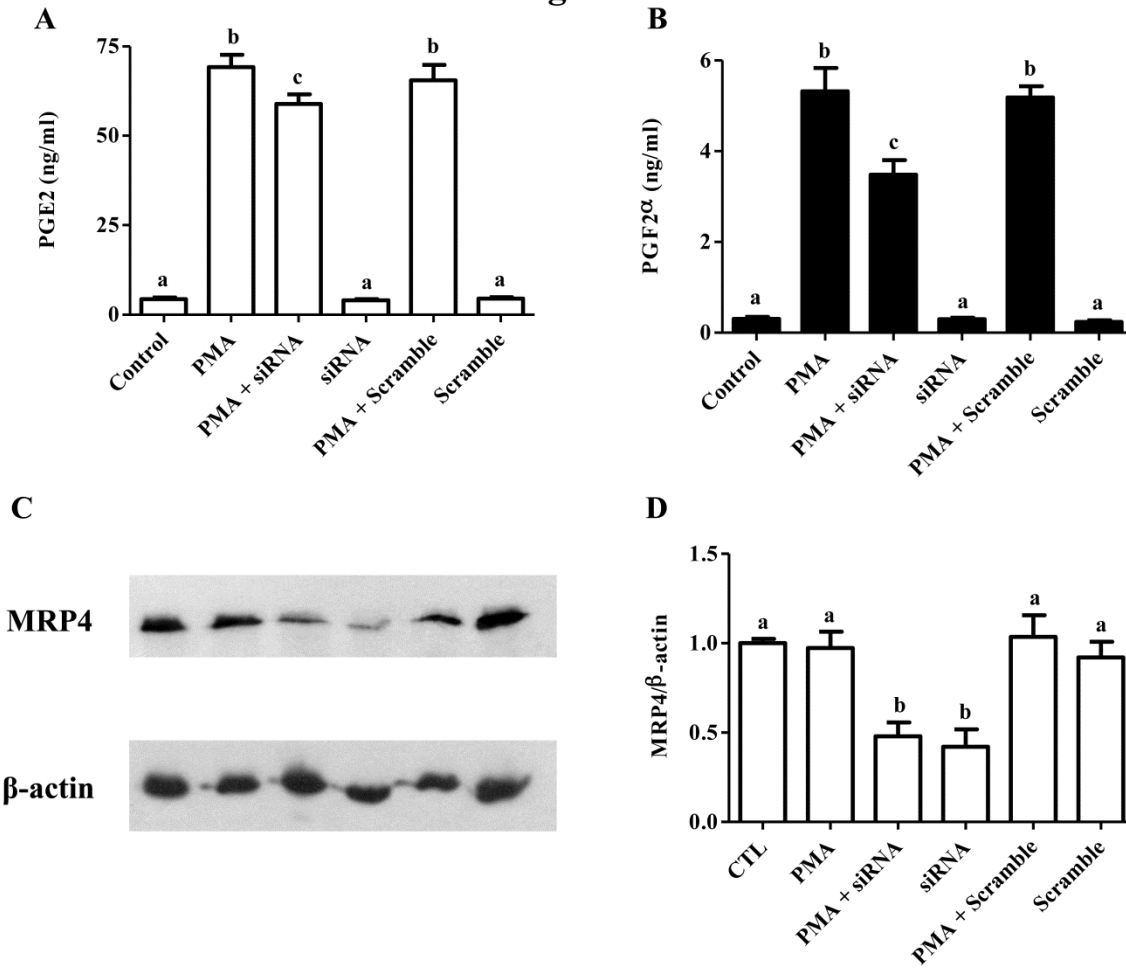 g
A
B
b
b
c
a
a
a
75
50
25
0
PGE2 (ng/ml)
Control
PMA
PMA + siRNA
siRNA
PMA + Scramble
Scramble
b
b
c
a
a
a
6
4
2
0
PGF2α (ng/ml)
Control
PMA
PMA + siRNA
siRNA
PMA + Scramble
Scramble
C
MRP4
β-actin
D
a
a
b
b
a
a
1.5
1.0
0.5
0.0
MRP4/β-actin
CTL
PMA
PMA + siRNA
siRNA
PMA + Scramble
Scramble